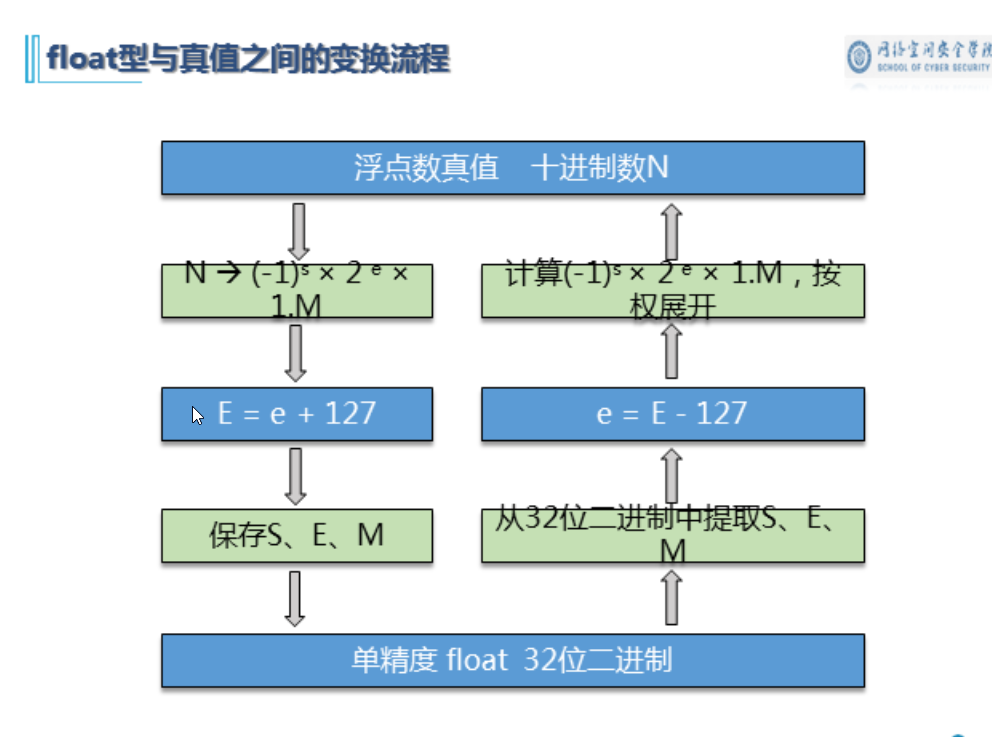 float型与真值之间的变换流程
网络空间安全学院
SCHOOL OF CYBER SECURITY
浮点数真值 十进制数N
N → (-1)ˢ × 2 ᵉ ×
1.M
计算(-1)ˢ × 2 ᵉ × 1.M，按
权展开
E = e + 127
e = E - 127
保存S、E、M
从32位二进制中提取S、E、
M
单精度 float 32位二进制